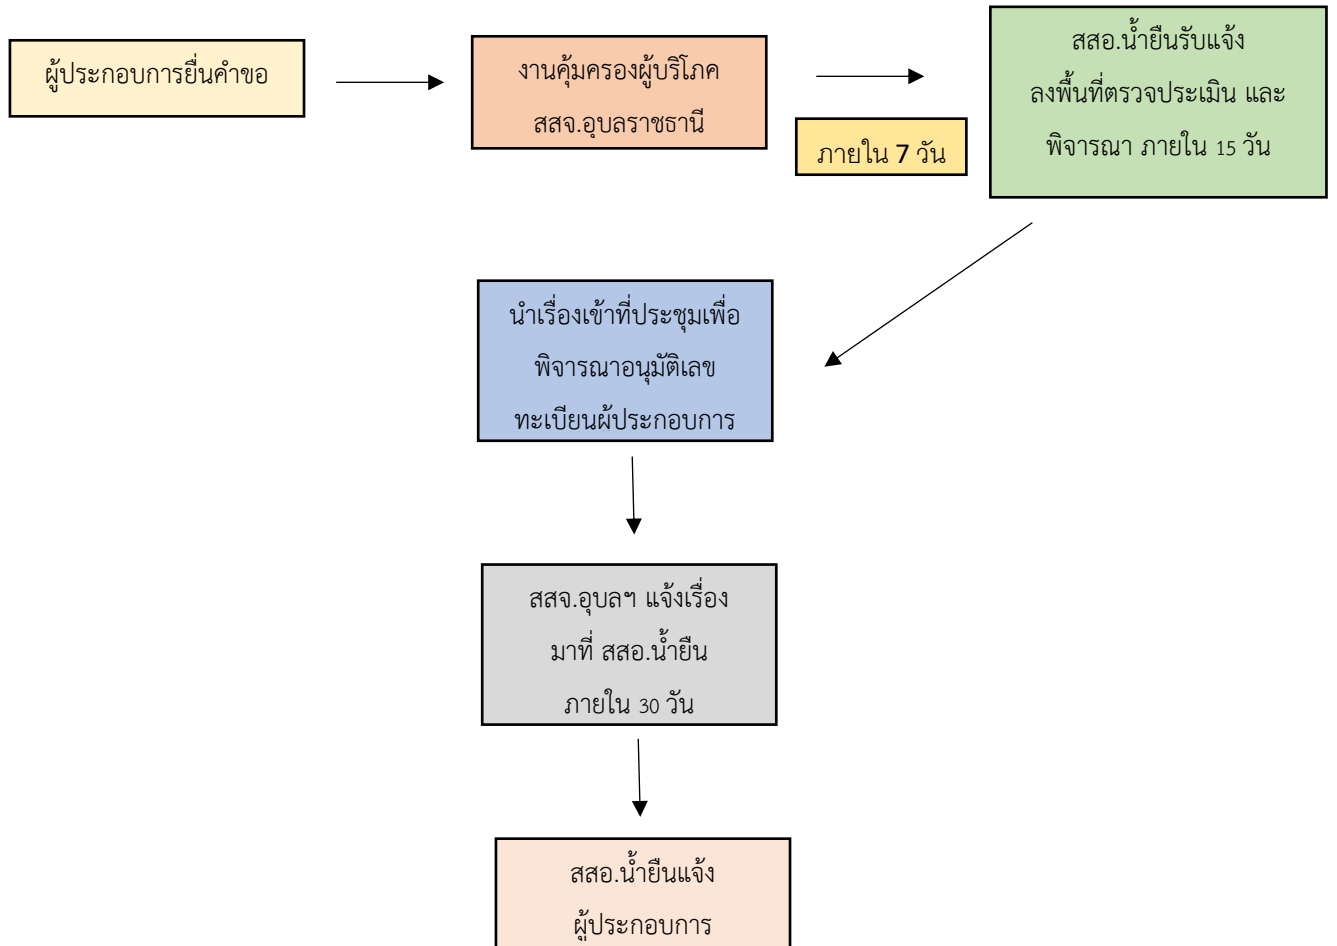 ผู้ประกอบการยื่นคำขอ
งานคุ้มครองผู้บริโภค
สสจ.อุบลราชธานี
ภายใน 7 วัน
สสอ.น้ำยืนรับแจ้ง
ลงพื้นที่ตรวจประเมิน และ
พิจารณา ภายใน 15 วัน
นำเรื่องเข้าที่ประชุมเพื่อ
พิจารณาอนุมัติเลข
ทะเบียนผู้ประกอบการ
สสจ.อุบลฯ แจ้งเรื่อง
มาที่ สสอ.น้ำยืน
ภายใน 30 วัน
สสอ.น้ำยืนแจ้ง
ผู้ประกอบการ